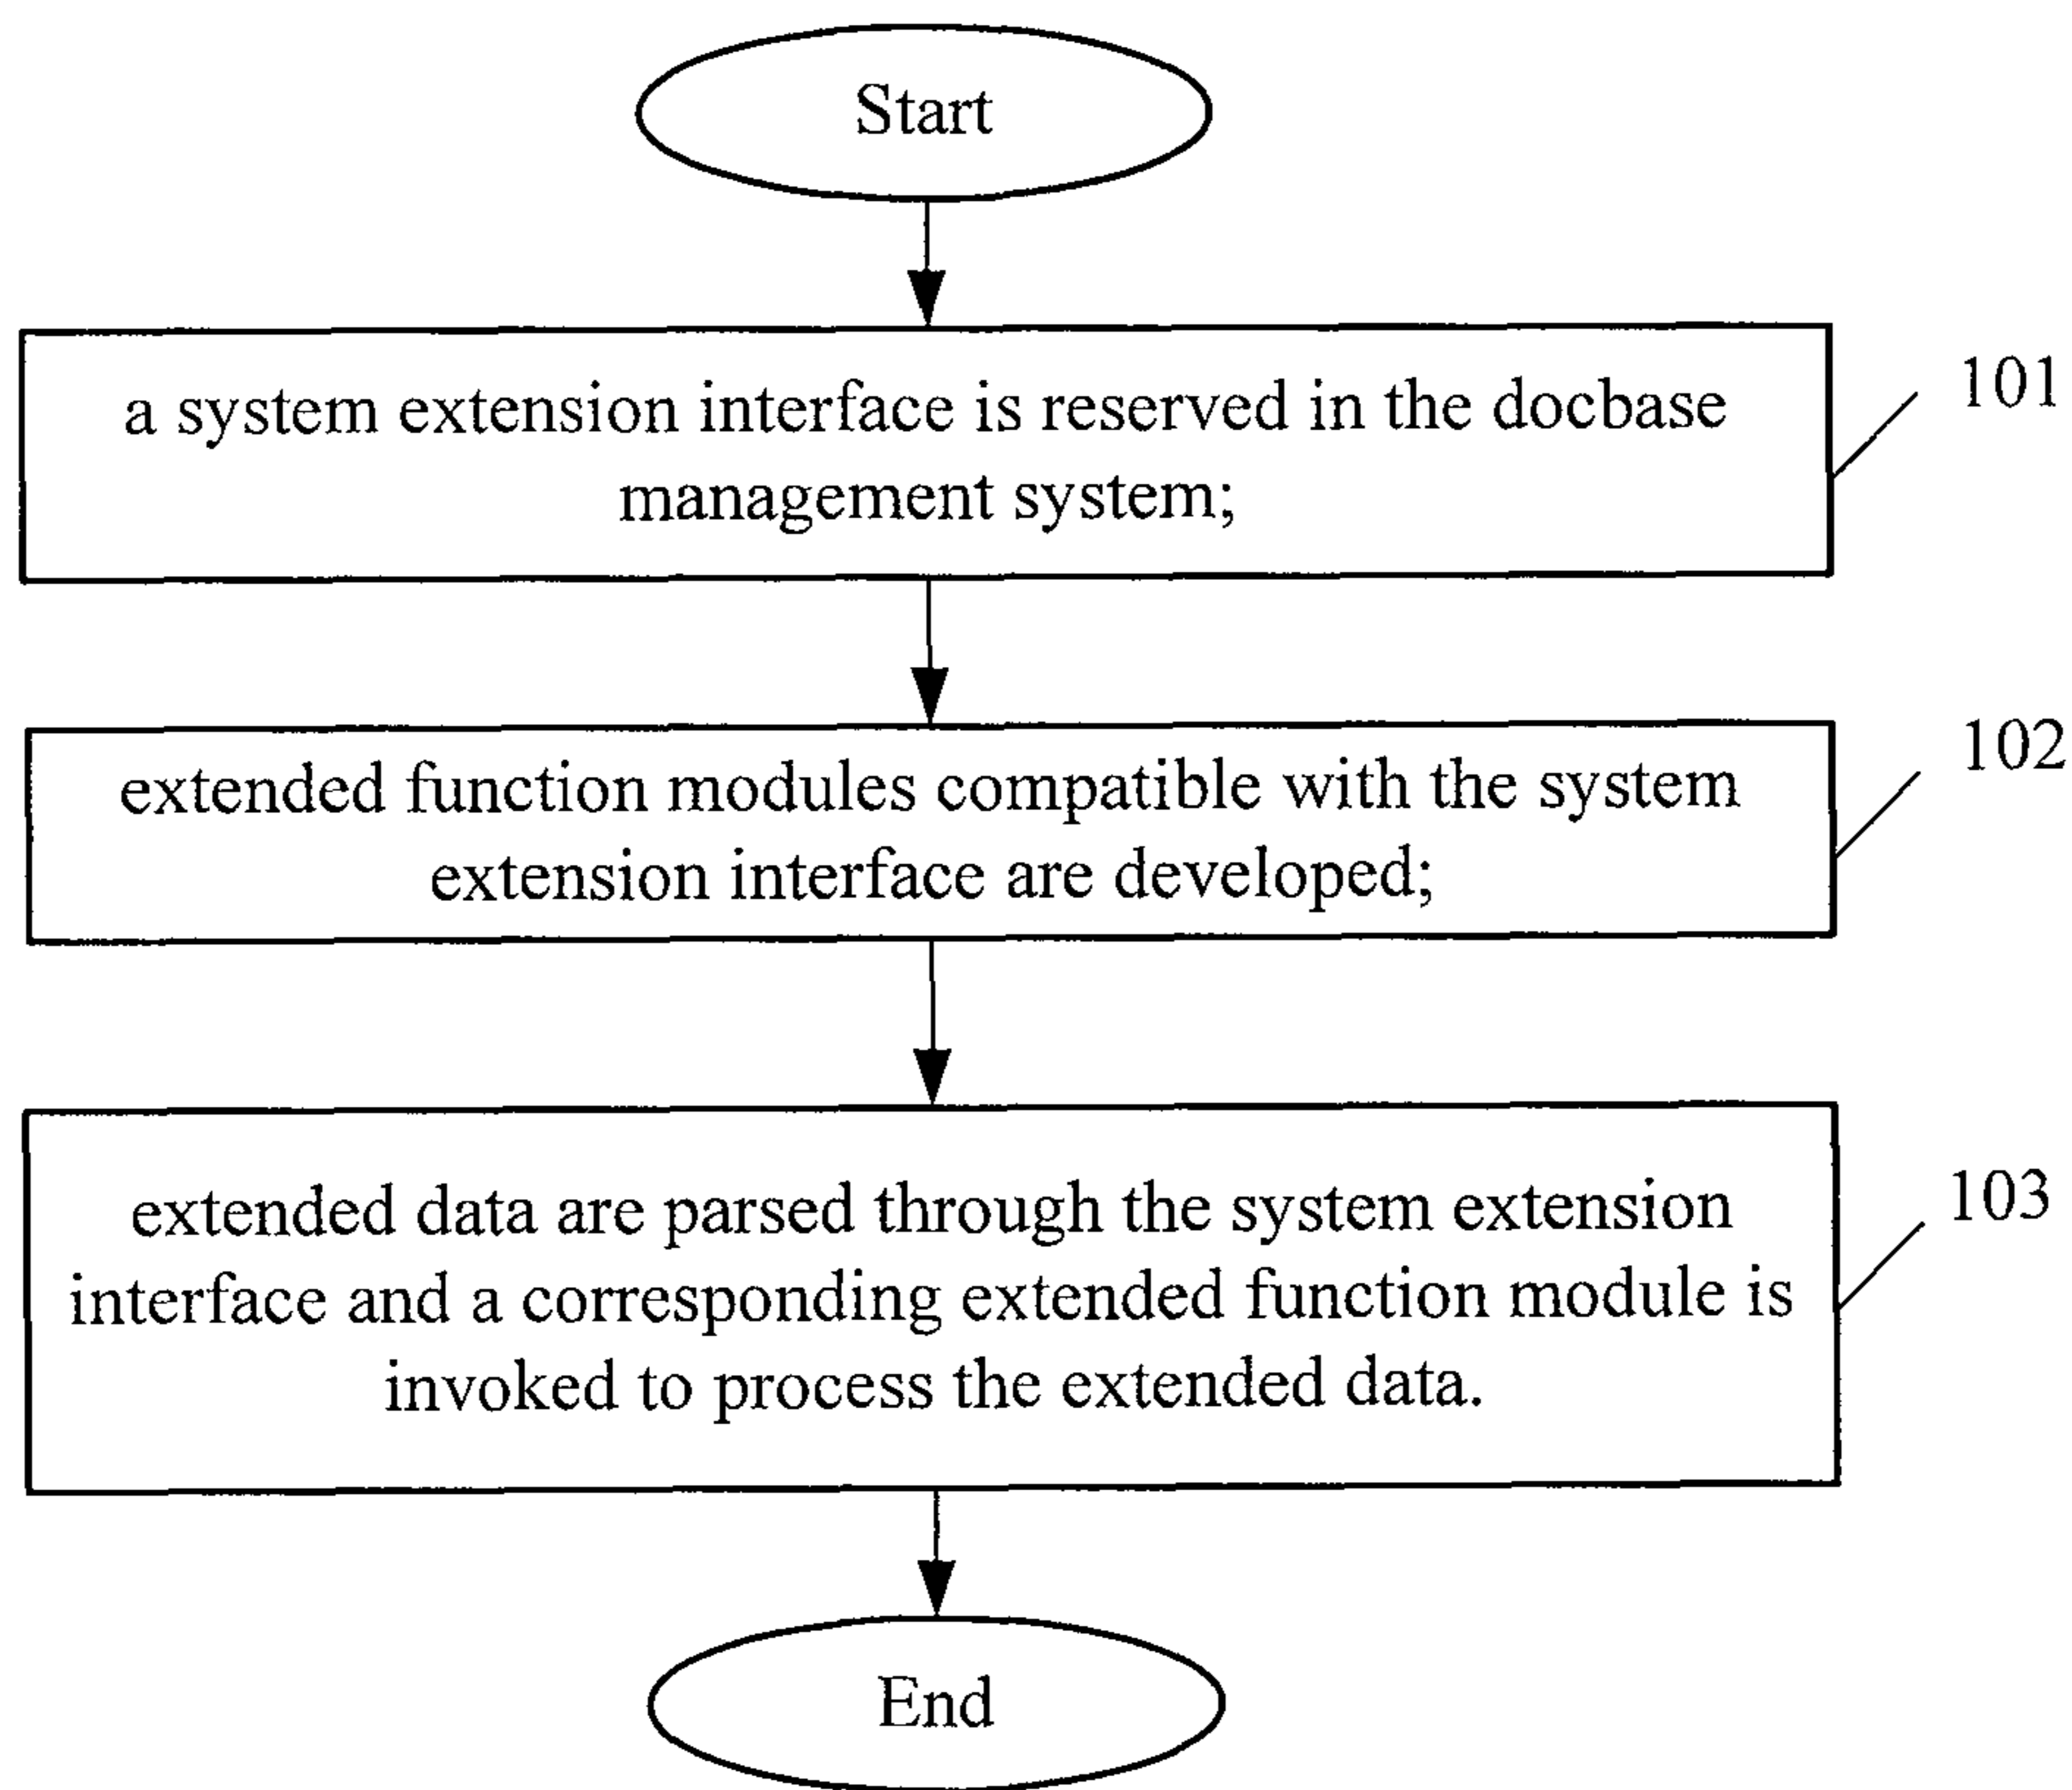 Start
a system extension interface is reserved in the docbase
management system;
101
extended function modules compatible with the system
extension interface are developed;
102
extended data are parsed through the system extension
interface and a corresponding extended function module is
invoked to process the extended data.
103
End